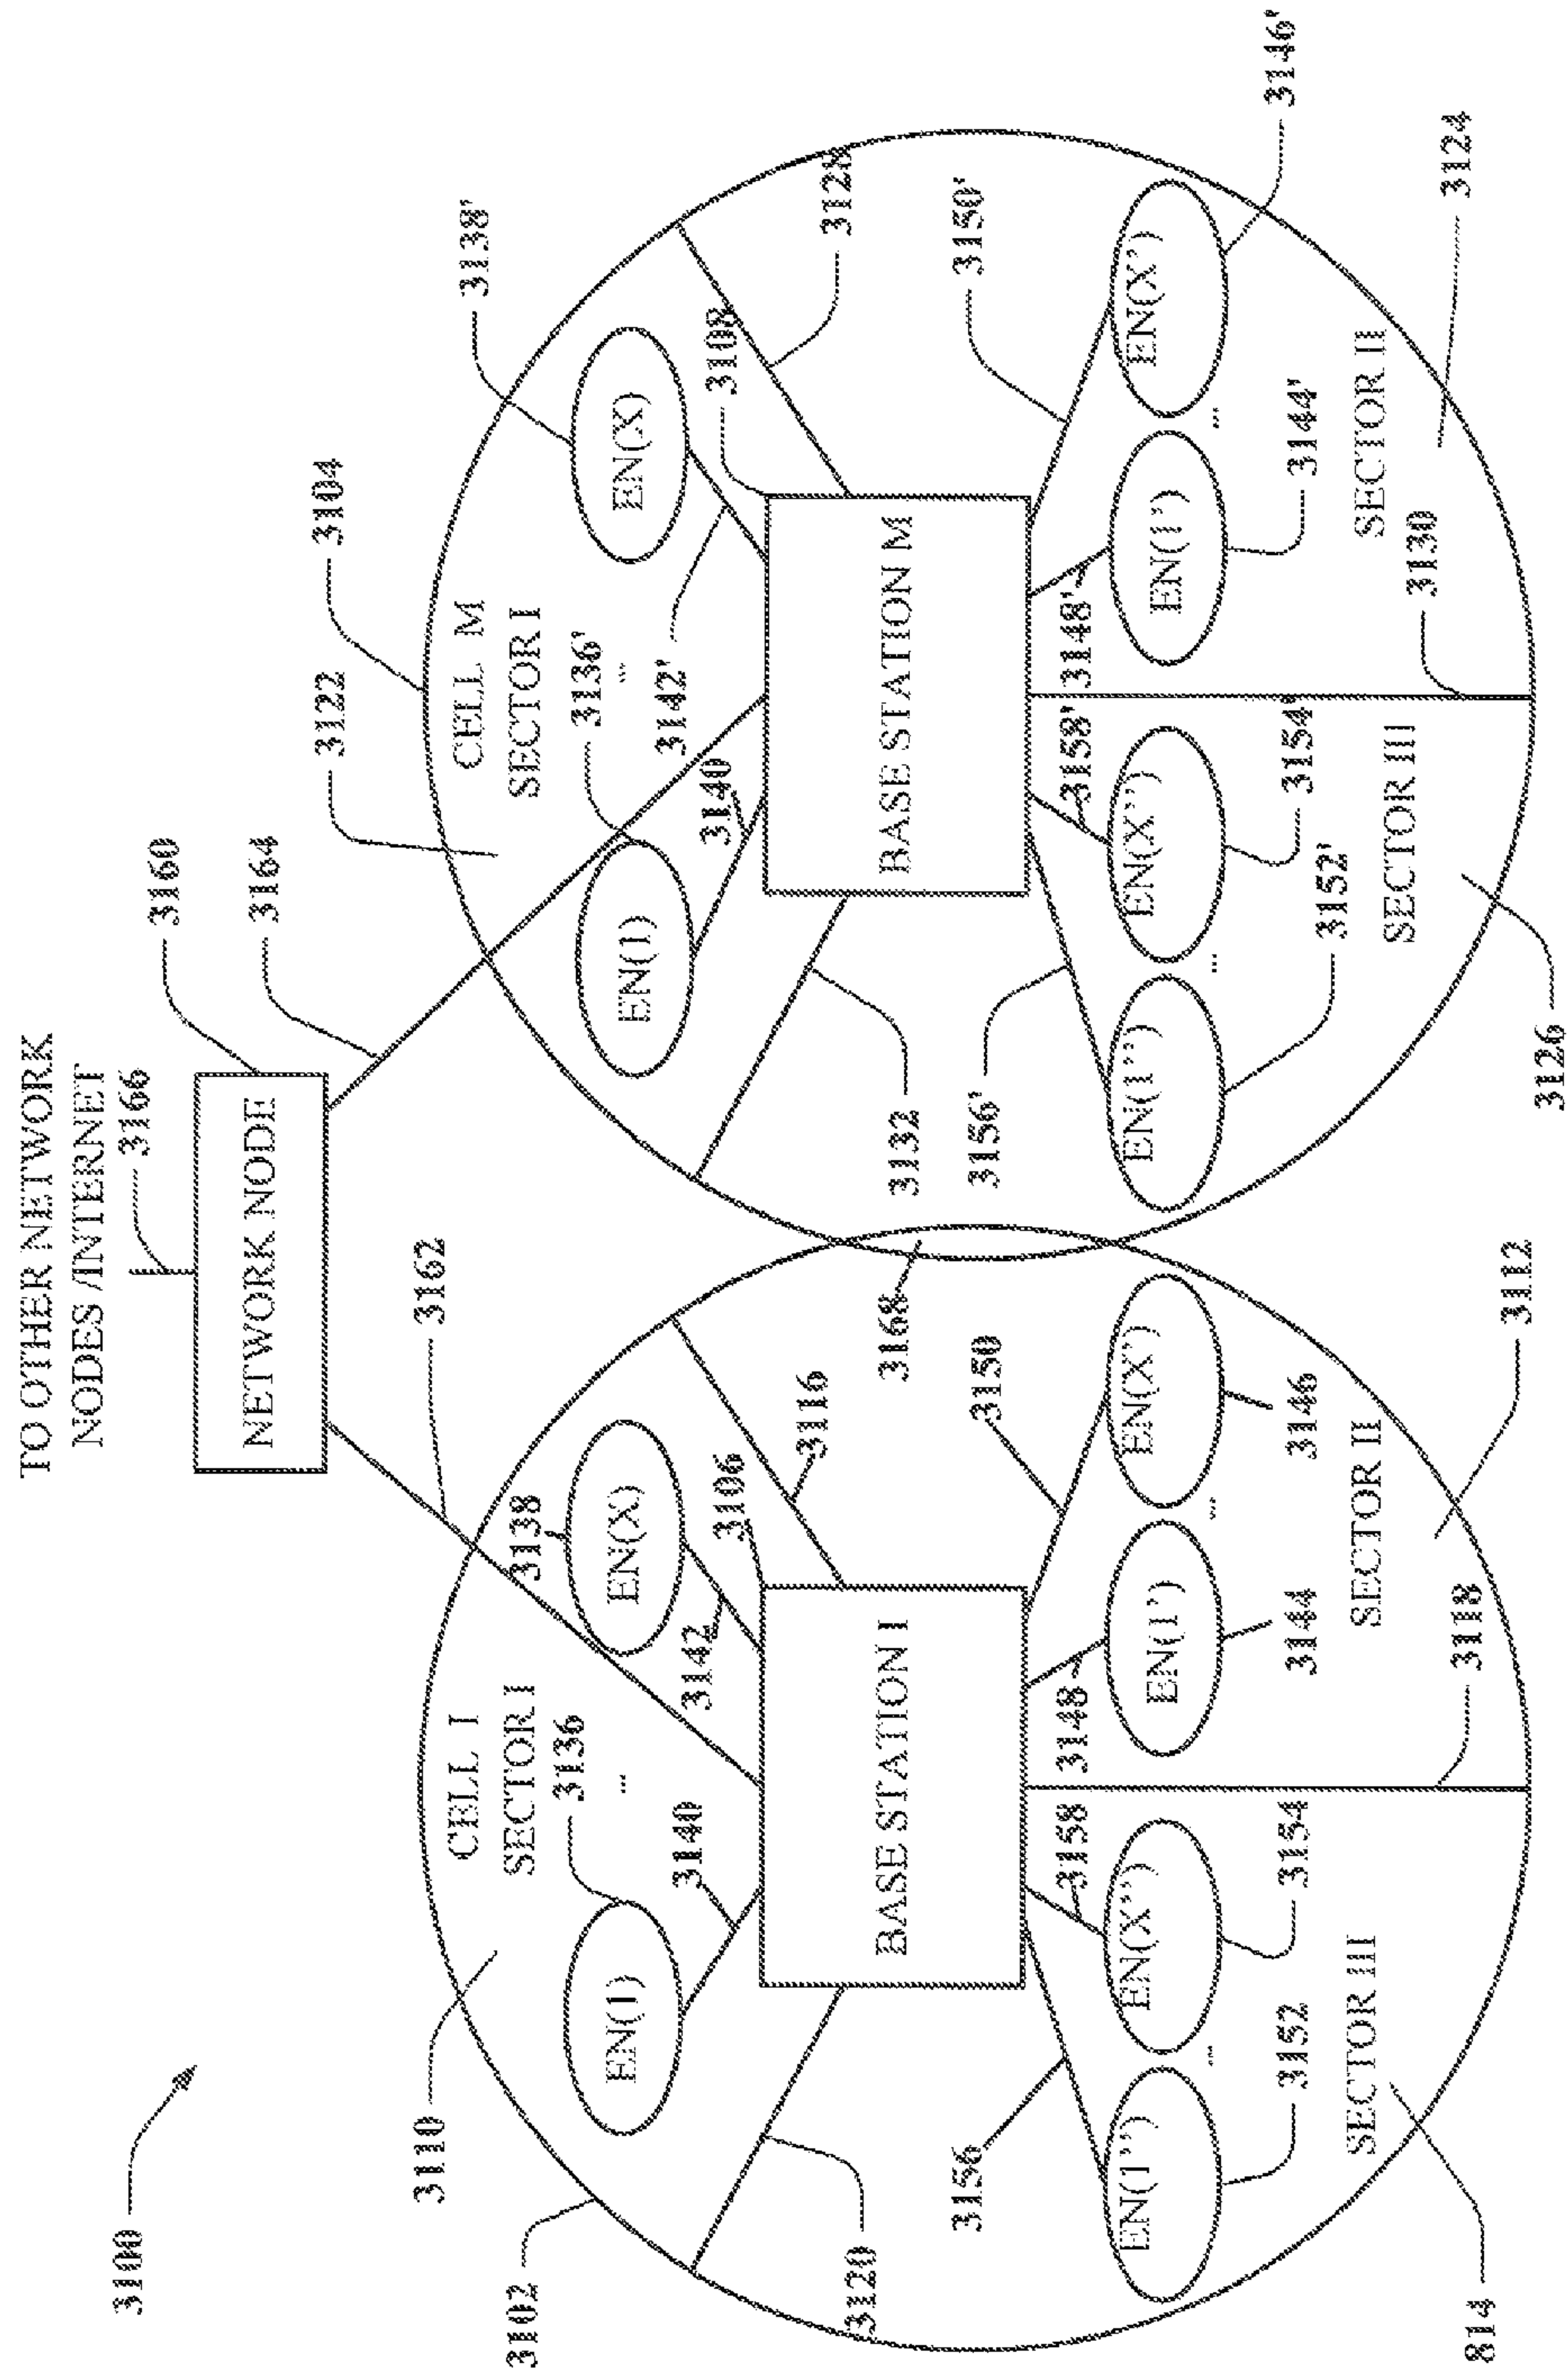 TO OTHER NETWORK
NODES /INTERNET
3166
3160
NETWORK NODE
3164
3162
3100
3102
3110
CELL I
SECTOR I
3136
...
3138
EN(1)
EN(X)
3140
3142
3106
3116
3120
BASE STATION I
3156
3158
3148
3150
EN(1'')
...
EN(X'')
EN(1')
...
EN(X')
3152
3154
3144
3146
SECTOR III
SECTOR II
814
3118
3112
3168
3104
3122
CELL M
SECTOR I
3136'
...
3138'
EN(1)
EN(X)
3140
3142'
3108
3128
3132
BASE STATION M
3156'
3158'
3148'
3150'
EN(1'')
...
EN(X'')
EN(1')
...
EN(X')
3152'
3154'
3144'
3146'
SECTOR III
SECTOR II
3126
3130
3124